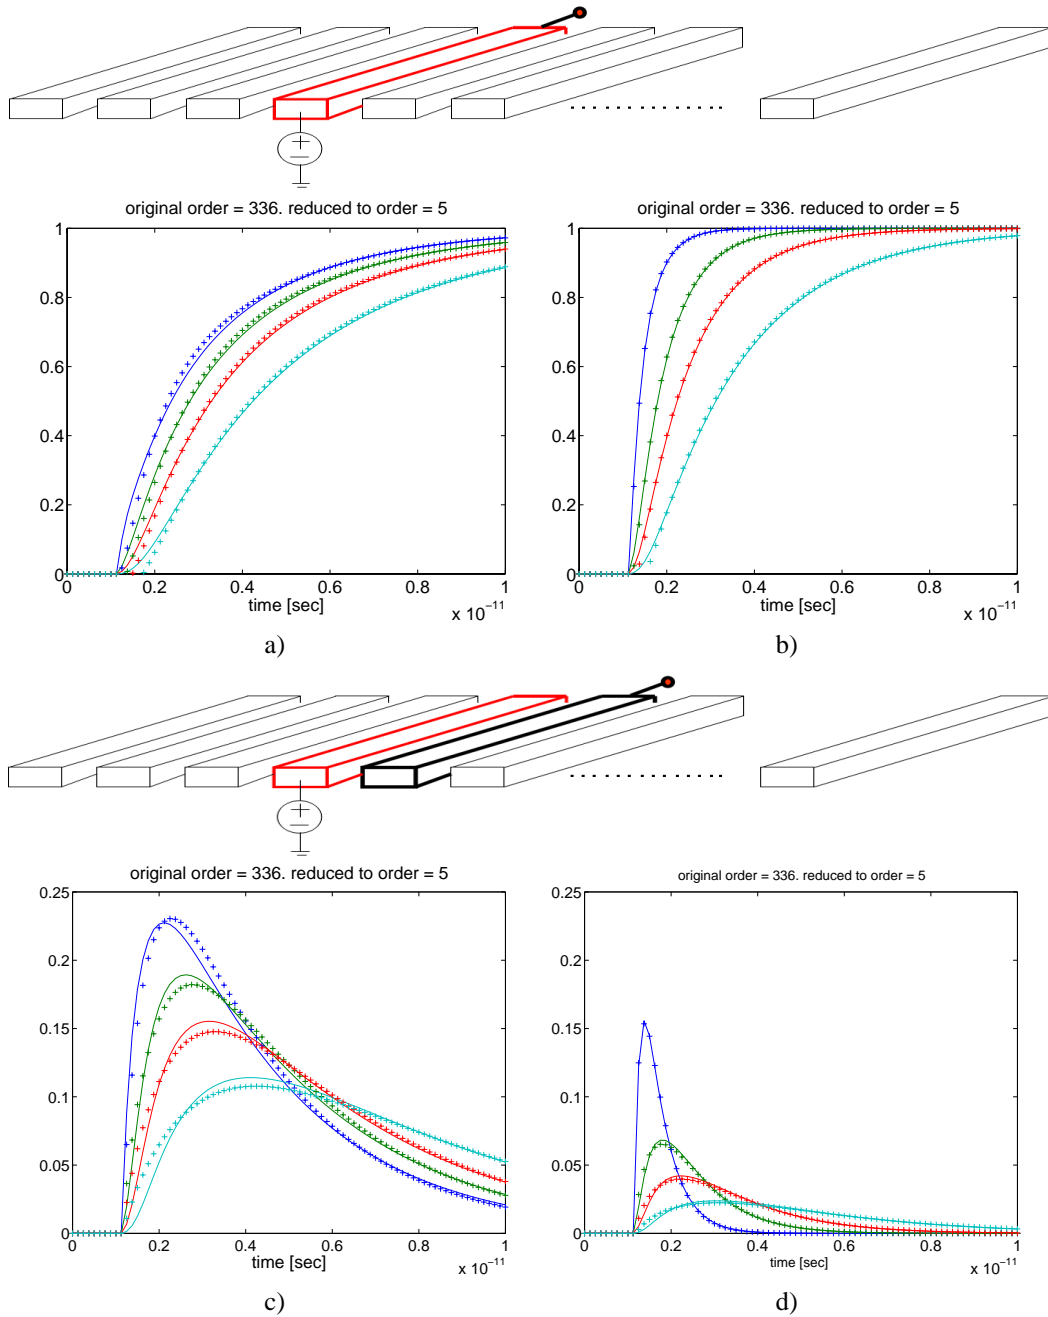 +
−
original order = 336. reduced to order = 5
original order = 336. reduced to order = 5
1
0.8
0.6
0.4
0.2
0
0 0.2 0.4 0.6 0.8 1
time [sec]
x 10⁻¹¹
1
0.8
0.6
0.4
0.2
0
0 0.2 0.4 0.6 0.8 1
time [sec]
x 10⁻¹¹
a)
b)
+
−
original order = 336. reduced to order = 5
original order = 336. reduced to order = 5
0.25
0.2
0.15
0.1
0.05
0
0 0.2 0.4 0.6 0.8 1
time [sec]
x 10⁻¹¹
0.25
0.2
0.15
0.1
0.05
0
0 0.2 0.4 0.6 0.8 1
time [sec]
x 10⁻¹¹
c)
d)